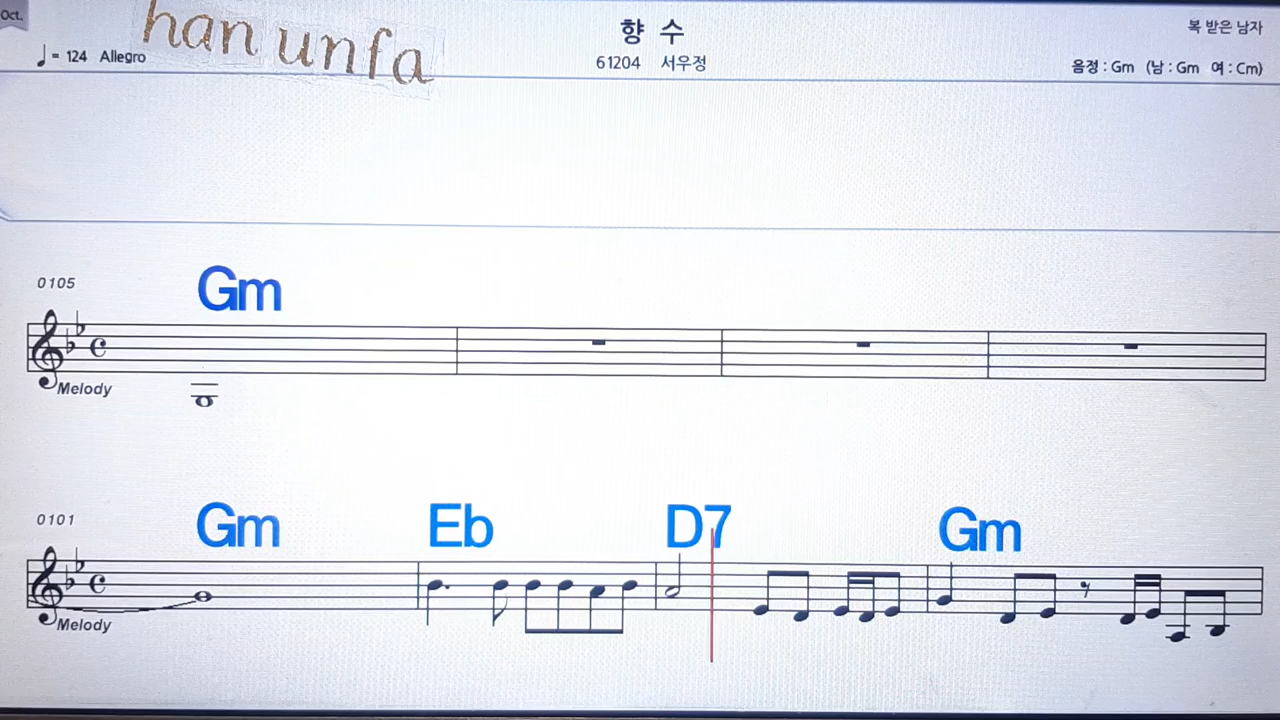 Oct.
han unfa
♩= 124 Allegro
향 수
61204 서우정
복 받은 남자
음정 : Gm (남 : Gm 여 : Cm)
0105
Gm
Melody
0101
Gm Eb D7 Gm
Melody